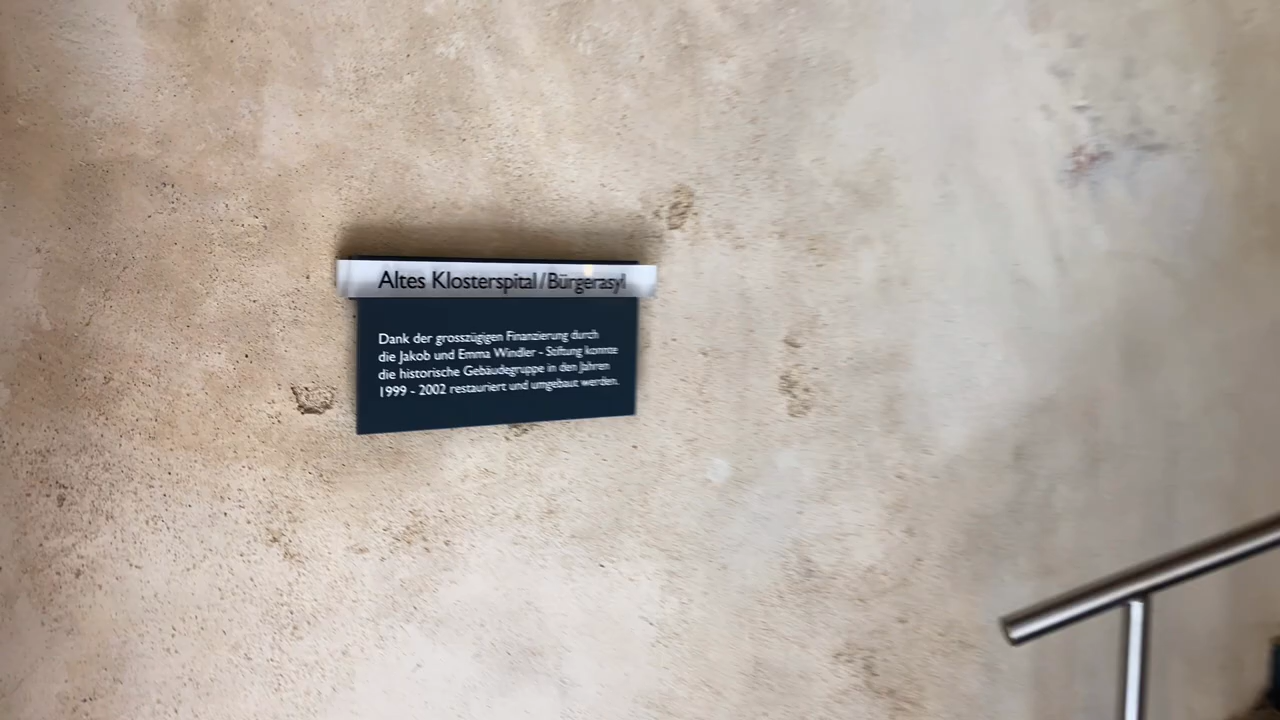 Altes Klosterspital/Bürgerasyl
Dank der grosszügigen Finanzierung durch
die Jakob und Emma Windler - Stiftung konnte
die historische Gebäudegruppe in den Jahren
1999 - 2002 restauriert und umgebaut werden.